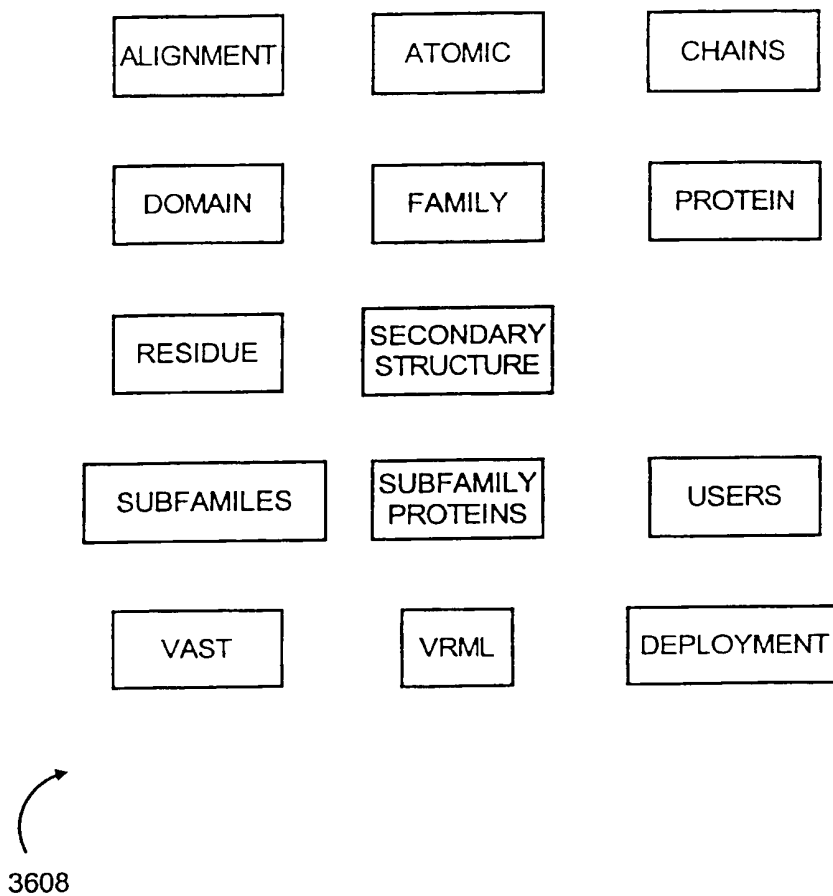 ALIGNMENT
ATOMIC
CHAINS
DOMAIN
FAMILY
PROTEIN
RESIDUE
SECONDARY
STRUCTURE
SUBFAMILES
SUBFAMILY
PROTEINS
USERS
VAST
VRML
DEPLOYMENT
3608